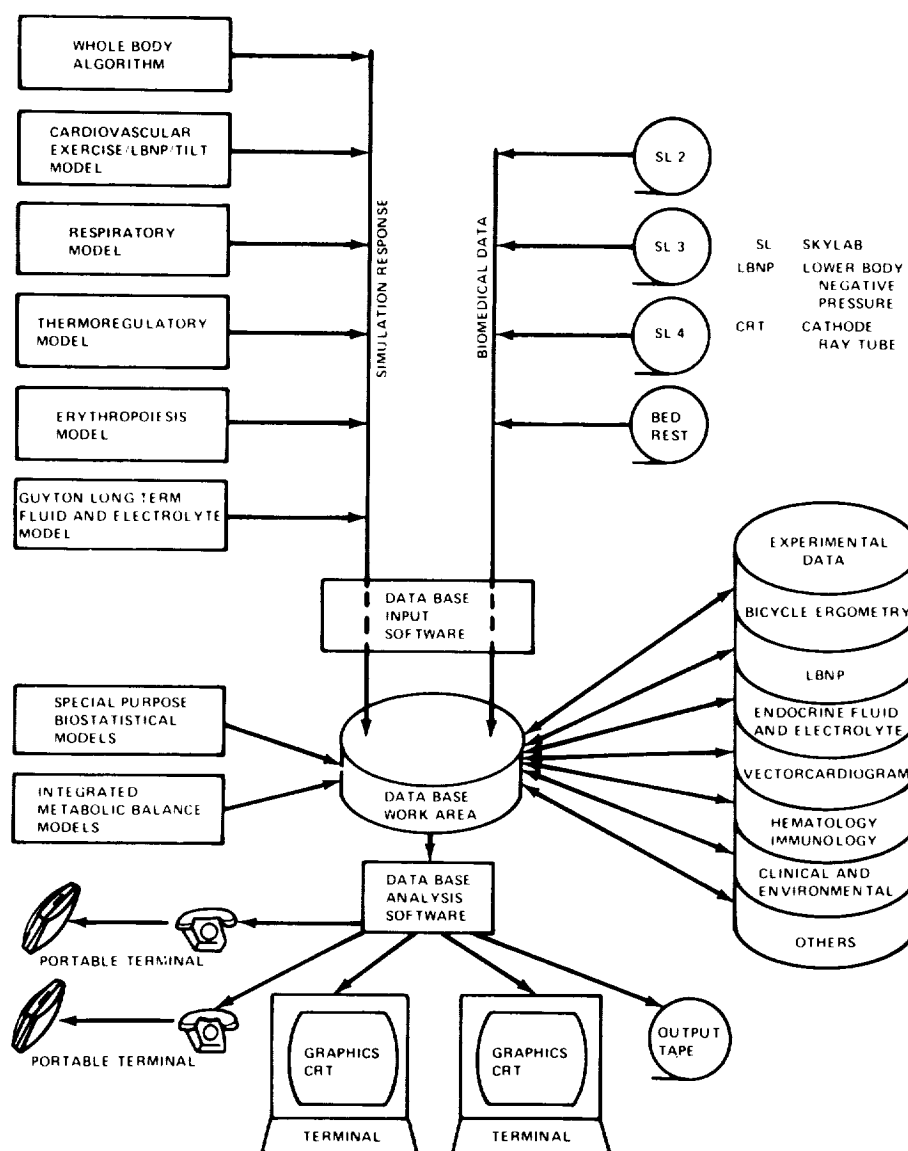 WHOLE BODY
ALGORITHM
CARDIOVASCULAR
EXERCISE/LBNP/TILT
MODEL
RESPIRATORY
MODEL
THERMOREGULATORY
MODEL
ERYTHROPOIESIS
MODEL
GUYTON LONG TERM
FLUID AND ELECTROLYTE
MODEL
SIMULATION RESPONSE
BIOMEDICAL DATA
SL 2
SL 3
SL 4
BED
REST
SL SKYLAB
LBNP LOWER BODY
NEGATIVE
PRESSURE
CRT CATHODE
RAY TUBE
DATA BASE
INPUT
SOFTWARE
EXPERIMENTAL
DATA
BICYCLE ERGOMETRY
LBNP
ENDOCRINE FLUID
AND ELECTROLYTE
VECTORCARDIOGRAM
HEMATOLOGY
IMMUNOLOGY
CLINICAL AND
ENVIRONMENTAL
OTHERS
SPECIAL PURPOSE
BIOSTATISTICAL
MODELS
INTEGRATED
METABOLIC BALANCE
MODELS
DATA BASE
WORK AREA
DATA BASE
ANALYSIS
SOFTWARE
PORTABLE TERMINAL
PORTABLE TERMINAL
GRAPHICS
CRT
TERMINAL
GRAPHICS
CRT
TERMINAL
OUTPUT
TAPE